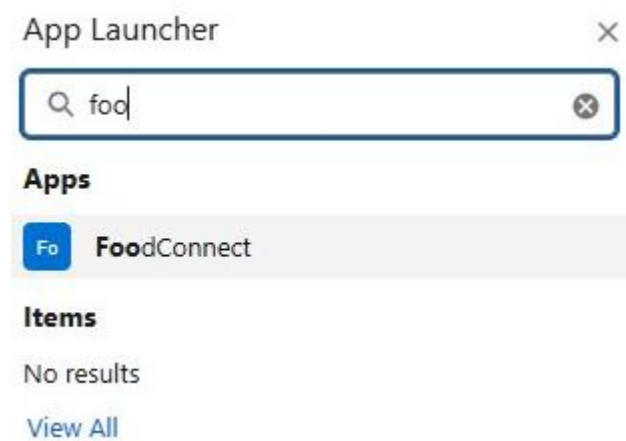 App Launcher
foo
Apps
Fo FoodConnect
Items
No results
View All